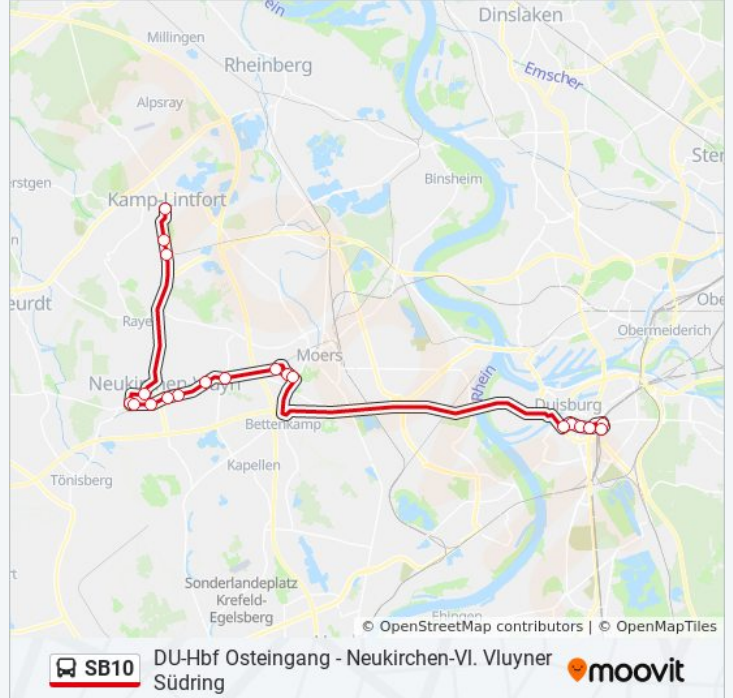 ein
Dinslaken
Millingen
Rheinberg
Emscher
Alpsray
Ster
erstgen
Binsheim
Kamp-Lintfort
n
eurdt
Raye
Obe
Obermeiderich
Moers
Neukirchen-Vluyn
Rhein
Duisburg
Bettenkamp
Kapellen
Tönisberg
t
Sonderlandeplatz
Krefeld-
Egelsberg
© OpenStreetMap contributors | © OpenMapTiles
SB10
DU-Hbf Osteingang - Neukirchen-Vl. Vluyner
Südring
moovit